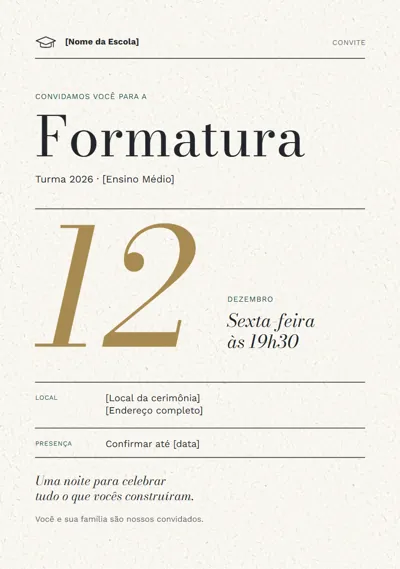 [Nome da Escola]
CONVITE
CONVIDAMOS VOCÊ PARA A
Formatura
Turma 2026 · [Ensino Médio]
12
DEZEMBRO
Sexta-feira
às 19h30
LOCAL
[Local da cerimônia]
[Endereço completo]
PRESENÇA
Confirmar até [data]
Uma noite para celebrar
tudo o que vocês construíram.
Você e sua família são nossos convidados.